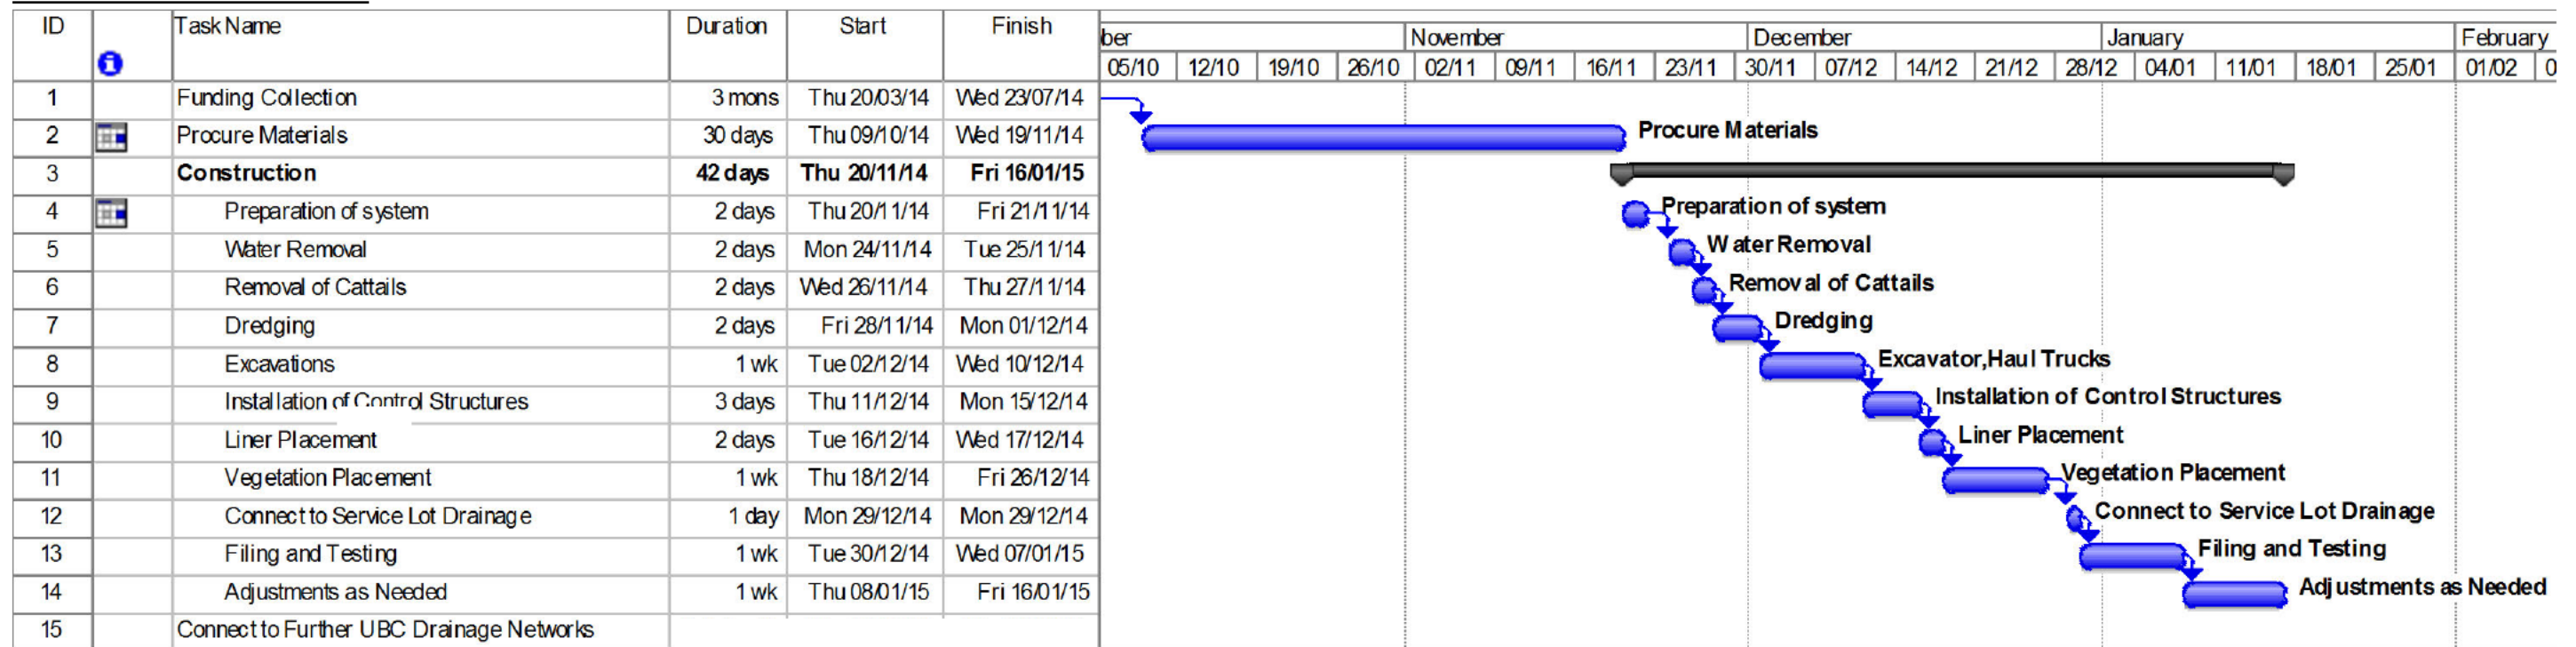 ID Task Name Duration Start Finish
ber November December January February
05/10 12/10 19/10 26/10 02/11 09/11 16/11 23/11 30/11 07/12 14/12 21/12 28/12 04/01 11/01 18/01 25/01 01/02 0
1 Funding Collection 3 mons Thu 20/03/14 Wed 23/07/14
2 Procure Materials 30 days Thu 09/10/14 Wed 19/11/14 Procure Materials
3 Construction 42 days Thu 20/11/14 Fri 16/01/15
4 Preparation of system 2 days Thu 20/11/14 Fri 21/11/14 Preparation of system
5 Water Removal 2 days Mon 24/11/14 Tue 25/11/14 Water Removal
6 Removal of Cattails 2 days Wed 26/11/14 Thu 27/11/14 Removal of Cattails
7 Dredging 2 days Fri 28/11/14 Mon 01/12/14 Dredging
8 Excavations 1 wk Tue 02/12/14 Wed 10/12/14 Excavator,Haul Trucks
9 Installation of Control Structures 3 days Thu 11/12/14 Mon 15/12/14 Installation of Control Structures
10 Liner Placement 2 days Tue 16/12/14 Wed 17/12/14 Liner Placement
11 Vegetation Placement 1 wk Thu 18/12/14 Fri 26/12/14 Vegetation Placement
12 Connect to Service Lot Drainage 1 day Mon 29/12/14 Mon 29/12/14 Connect to Service Lot Drainage
13 Filing and Testing 1 wk Tue 30/12/14 Wed 07/01/15 Filing and Testing
14 Adjustments as Needed 1 wk Thu 08/01/15 Fri 16/01/15 Adjustments as Needed
15 Connect to Further UBC Drainage Networks